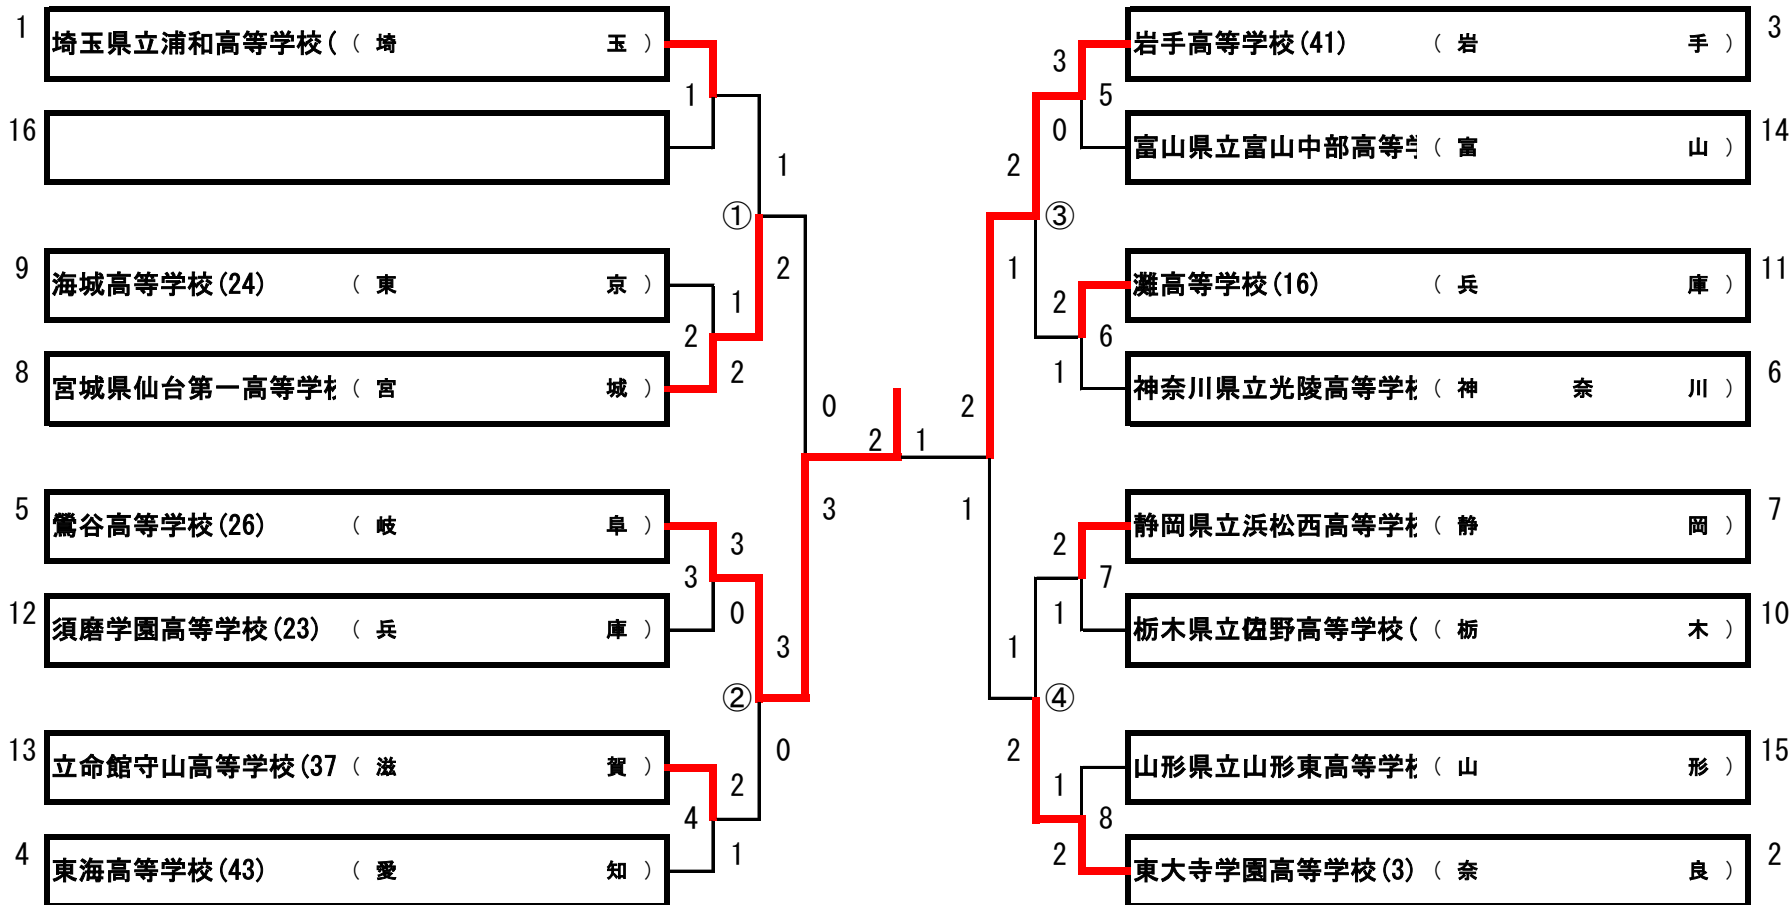 1 埼玉県立浦和高等学校( ( 埼 玉 )
16
9 海城高等学校(24) ( 東 京 )
8 宮城県仙台第一高等学校 ( 宮 城 )
5 鶯谷高等学校(26) ( 岐 阜 )
12 須磨学園高等学校(23) ( 兵 庫 )
13 立命館守山高等学校(37 ( 滋 賀 )
4 東海高等学校(43) ( 愛 知 )
1
1
①
2
1
2
2
2
3
3
0
3
②
0
2
4
1
0
3
2
1
2
1
3
5
0
2
③
1
2
6
1
2
7
1
1
④
2
1
8
2
岩手高等学校(41) ( 岩 手 ) 3
富山県立富山中部高等学 ( 富 山 ) 14
灘高等学校(16) ( 兵 庫 ) 11
神奈川県立光陵高等学校 ( 神 奈 川 ) 6
静岡県立浜松西高等学校 ( 静 岡 ) 7
栃木県立佐野高等学校( ( 栃 木 ) 10
山形県立山形東高等学校 ( 山 形 ) 15
東大寺学園高等学校(3) ( 奈 良 ) 2